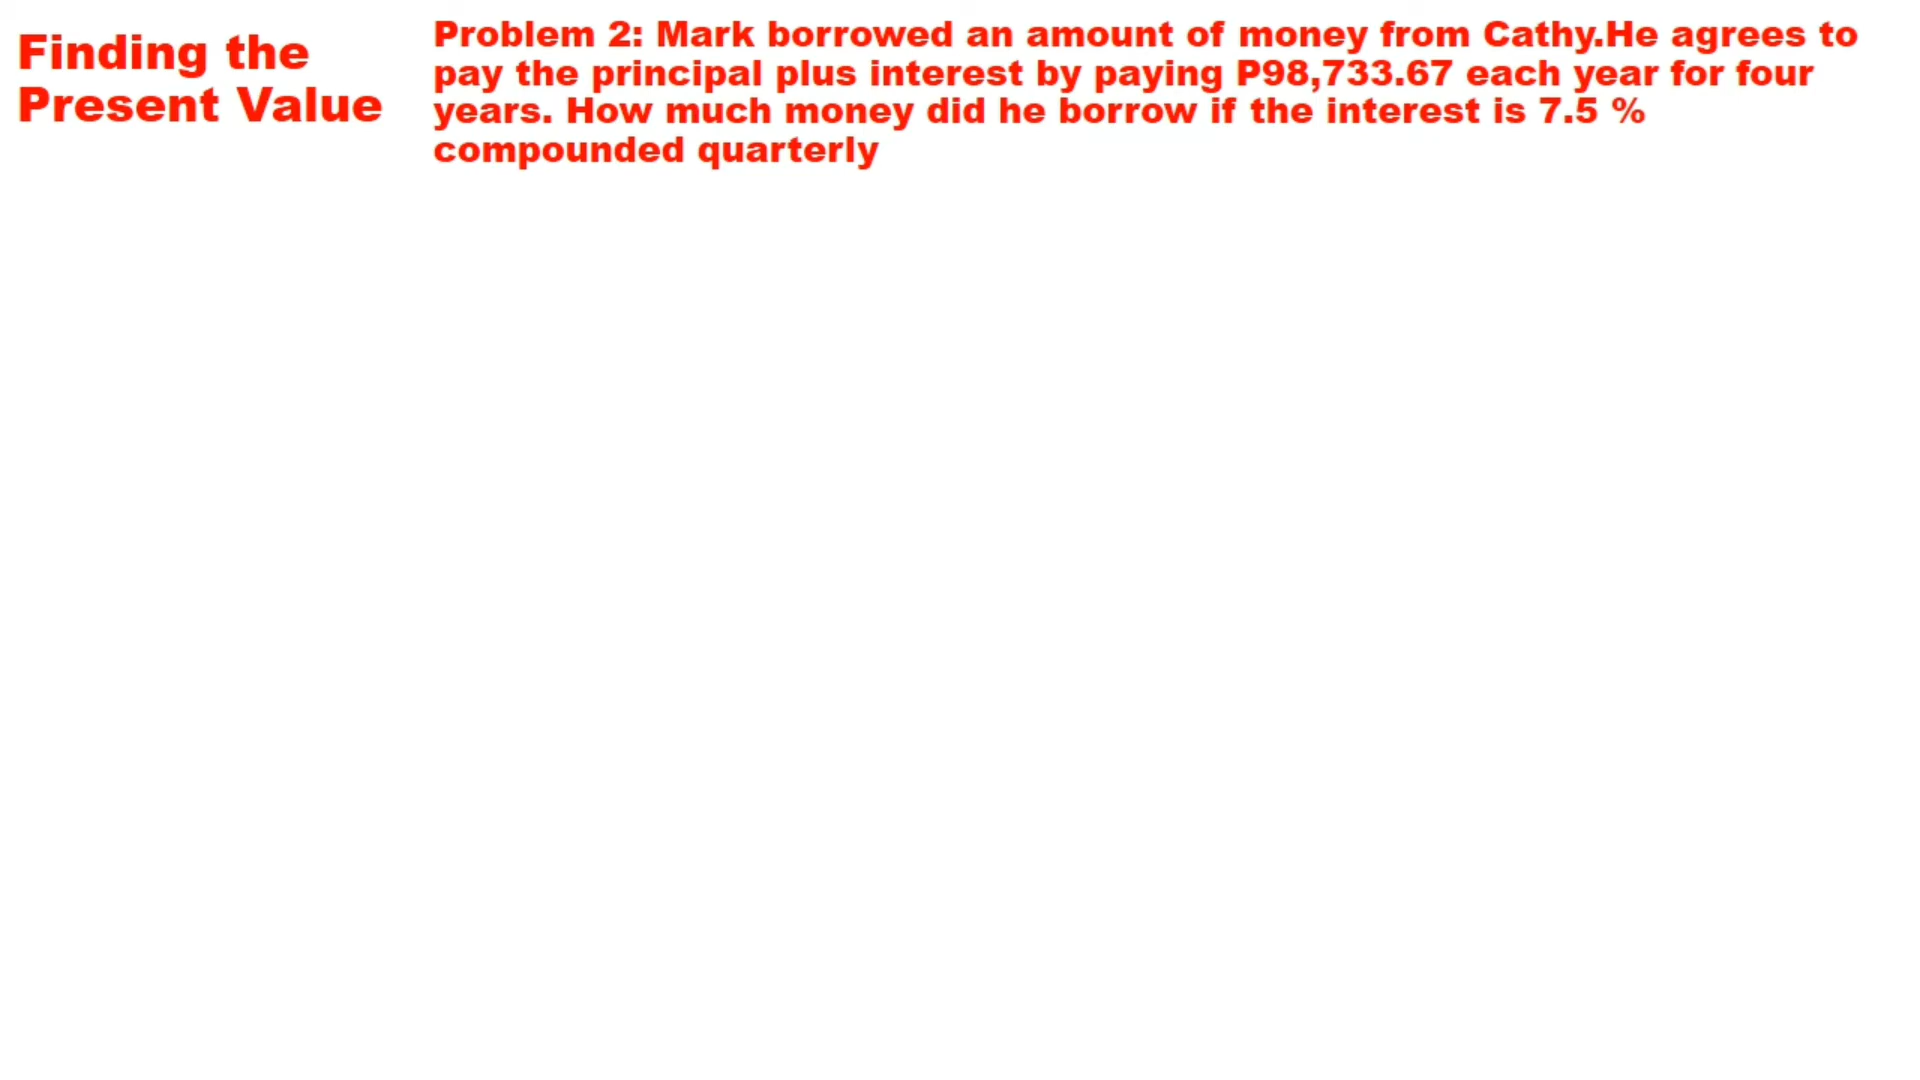 Finding the
Present Value
Problem 2: Mark borrowed an amount of money from Cathy.He agrees to
pay the principal plus interest by paying P98,733.67 each year for four
years. How much money did he borrow if the interest is 7.5 %
compounded quarterly